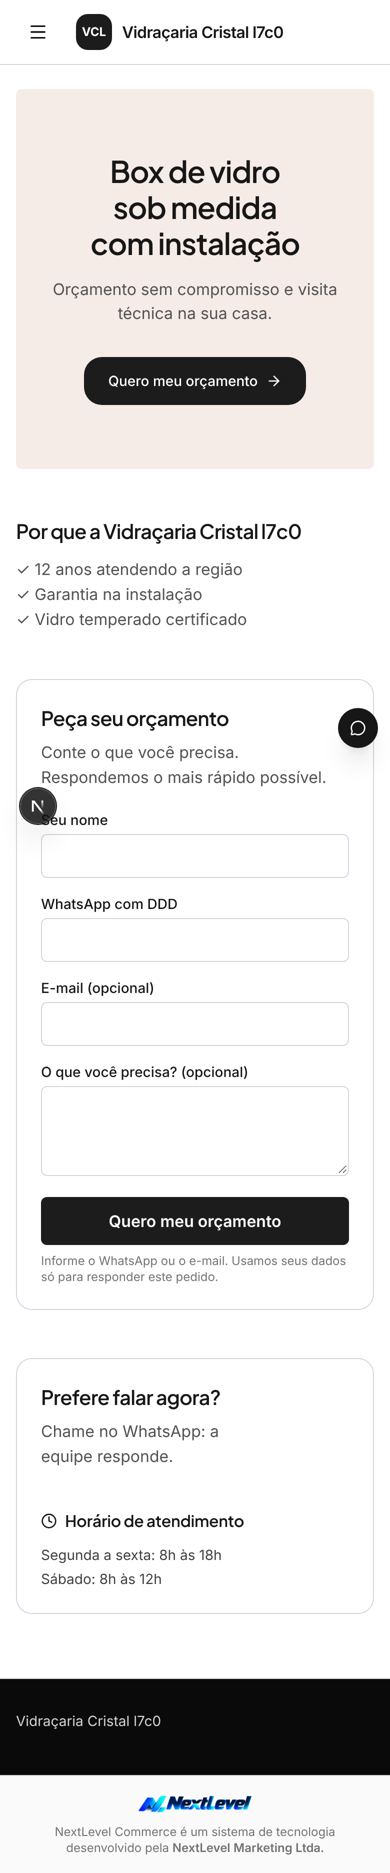 VCL Vidraçaria Cristal l7c0
Box de vidro
sob medida
com instalação
Orçamento sem compromisso e visita
técnica na sua casa.
Quero meu orçamento →
Por que a Vidraçaria Cristal l7c0
✓ 12 anos atendendo a região
✓ Garantia na instalação
✓ Vidro temperado certificado
Peça seu orçamento
Conte o que você precisa.
Respondemos o mais rápido possível.
N
Seu nome
WhatsApp com DDD
E-mail (opcional)
O que você precisa? (opcional)
Quero meu orçamento
Informe o WhatsApp ou o e-mail. Usamos seus dados
só para responder este pedido.
Prefere falar agora?
Chame no WhatsApp: a
equipe responde.
Horário de atendimento
Segunda a sexta: 8h às 18h
Sábado: 8h às 12h
Vidraçaria Cristal l7c0
NL NextLevel
NextLevel Commerce é um sistema de tecnologia
desenvolvido pela NextLevel Marketing Ltda.